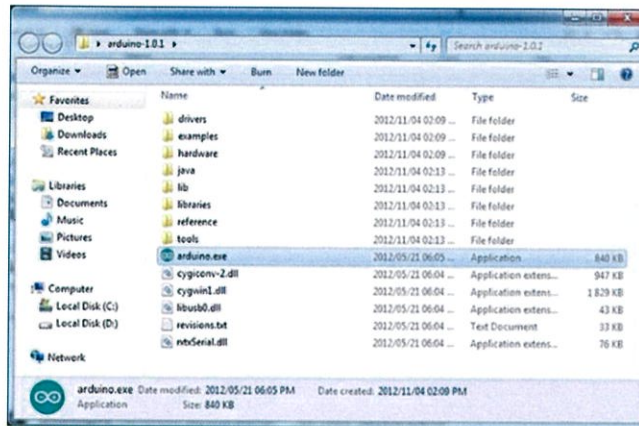 arduino-1.0.1
Search arduino-1.0.1
Organize Open Share with Burn New folder
Name Date modified Type Size
Favorites
Desktop
Downloads
Recent Places
Libraries
Documents
Music
Pictures
Videos
Computer
Local Disk (C:)
Local Disk (D:)
Network
drivers 2012/11/04 02:09 ... File folder
examples 2012/11/04 02:09 ... File folder
hardware 2012/11/04 02:09 ... File folder
java 2012/11/04 02:13 ... File folder
lib 2012/11/04 02:13 ... File folder
libraries 2012/11/04 02:13 ... File folder
reference 2012/11/04 02:13 ... File folder
tools 2012/11/04 02:13 ... File folder
arduino.exe 2012/05/21 06:05 ... Application 840 KB
cygiconv-2.dll 2012/05/21 06:04 ... Application extens... 947 KB
cygwin1.dll 2012/05/21 06:04 ... Application extens... 1 829 KB
libusb0.dll 2012/05/21 06:04 ... Application extens... 43 KB
revisions.txt 2012/05/21 06:04 ... Text Document 33 KB
rxtxSerial.dll 2012/05/21 06:04 ... Application extens... 76 KB
arduino.exe Date modified: 2012/05/21 06:05 PM Date created: 2012/11/04 02:09 PM
Application Size: 840 KB